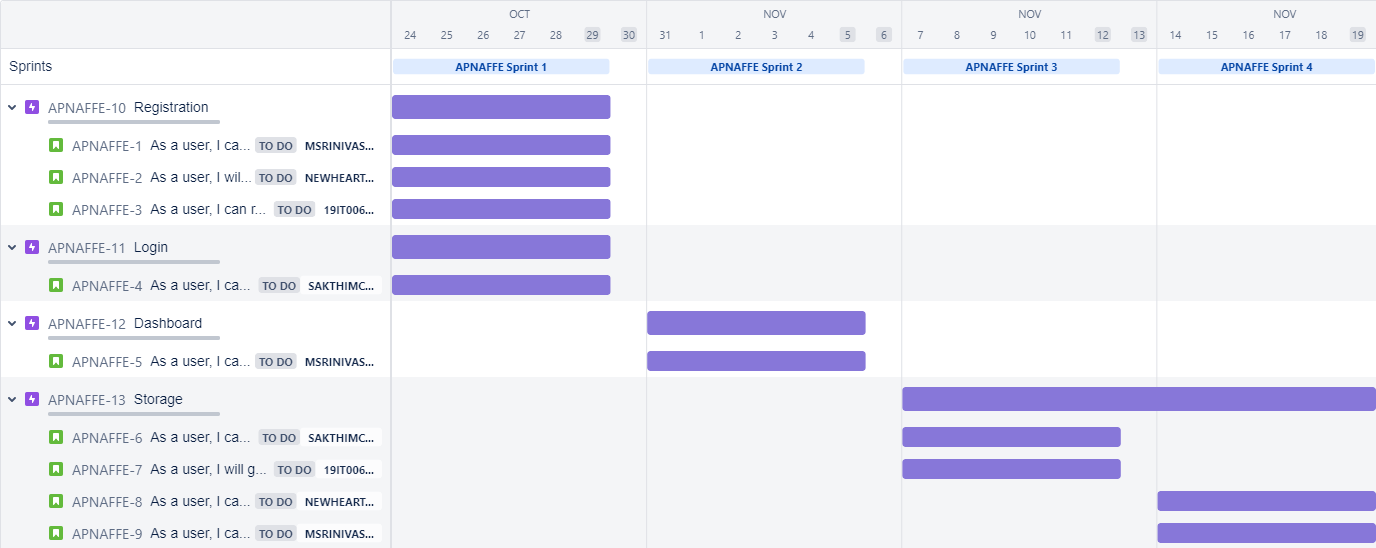 OCT NOV NOV NOV
24 25 26 27 28 29 30 31 1 2 3 4 5 6 7 8 9 10 11 12 13 14 15 16 17 18 19
Sprints APNAFFE Sprint 1 APNAFFE Sprint 2 APNAFFE Sprint 3 APNAFFE Sprint 4
APNAFFE-10 Registration
APNAFFE-1 As a user, I ca... TO DO MSRINIVAS...
APNAFFE-2 As a user, I wil... TO DO NEWHEART...
APNAFFE-3 As a user, I can r... TO DO 19IT006...
APNAFFE-11 Login
APNAFFE-4 As a user, I ca... TO DO SAKTHIMC...
APNAFFE-12 Dashboard
APNAFFE-5 As a user, I ca... TO DO MSRINIVAS...
APNAFFE-13 Storage
APNAFFE-6 As a user, I ca... TO DO SAKTHIMC...
APNAFFE-7 As a user, I will g... TO DO 19IT006...
APNAFFE-8 As a user, I ca... TO DO NEWHEART...
APNAFFE-9 As a user, I ca... TO DO MSRINIVAS...